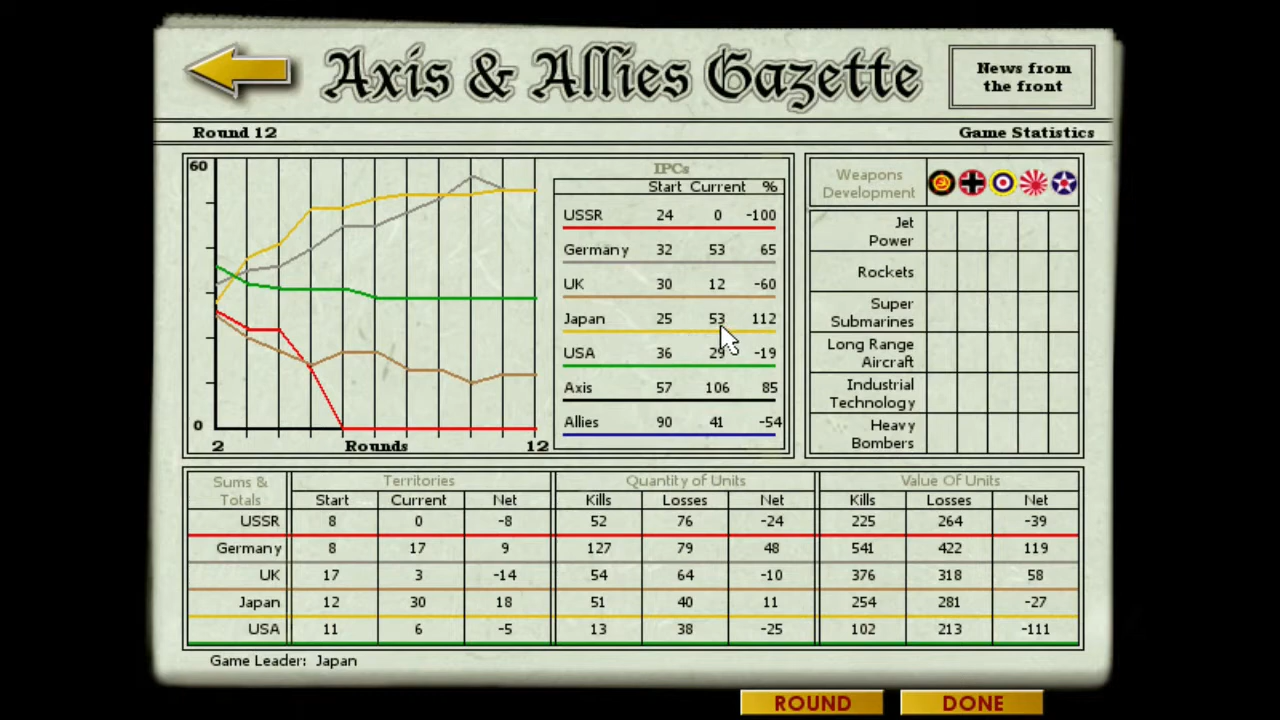 Axis & Allies Gazette
News from
the front
Round 12
Game Statistics
60
0
2
Rounds
12
IPCs
Start Current %
USSR 24 0 -100
Germany 32 53 65
UK 30 12 -60
Japan 25 53 112
USA 36 29 -19
Axis 57 106 85
Allies 90 41 -54
Weapons
Development
Jet
Power
Rockets
Super
Submarines
Long Range
Aircraft
Industrial
Technology
Heavy
Bombers
Sums &
Totals
Territories Quantity of Units Value Of Units
Start Current Net Kills Losses Net Kills Losses Net
USSR 8 0 -8 52 76 -24 225 264 -39
Germany 8 17 9 127 79 48 541 422 119
UK 17 3 -14 54 64 -10 376 318 58
Japan 12 30 18 51 40 11 254 281 -27
USA 11 6 -5 13 38 -25 102 213 -111
Game Leader: Japan
ROUND
DONE